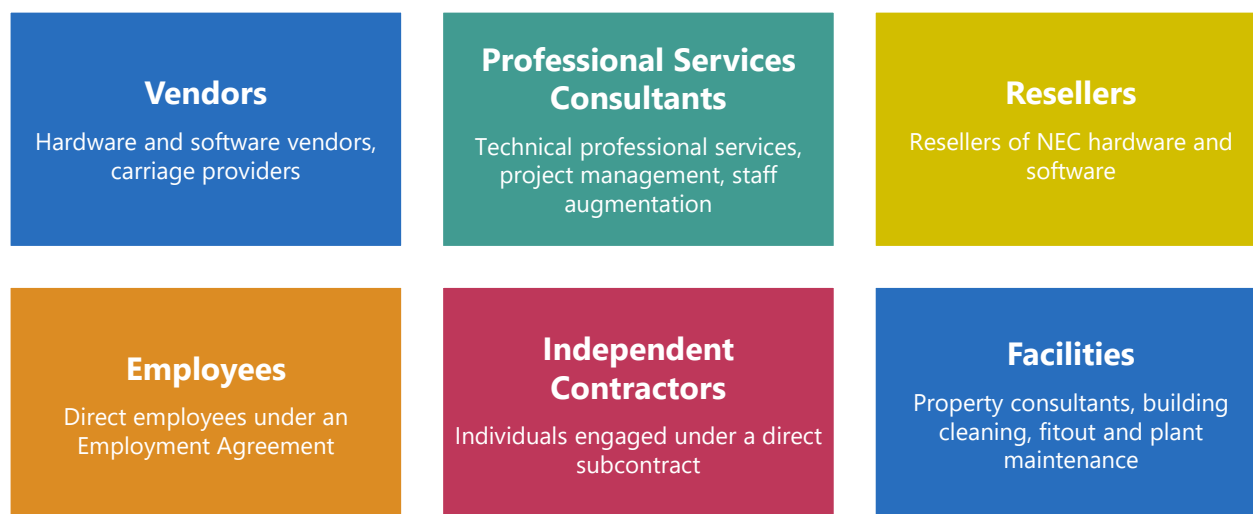 Vendors
Hardware and software vendors,
carriage providers
Professional Services
Consultants
Technical professional services,
project management, staff
augmentation
Resellers
Resellers of NEC hardware and
software
Employees
Direct employees under an
Employment Agreement
Independent
Contractors
Individuals engaged under a direct
subcontract
Facilities
Property consultants, building
cleaning, fitout and plant
maintenance